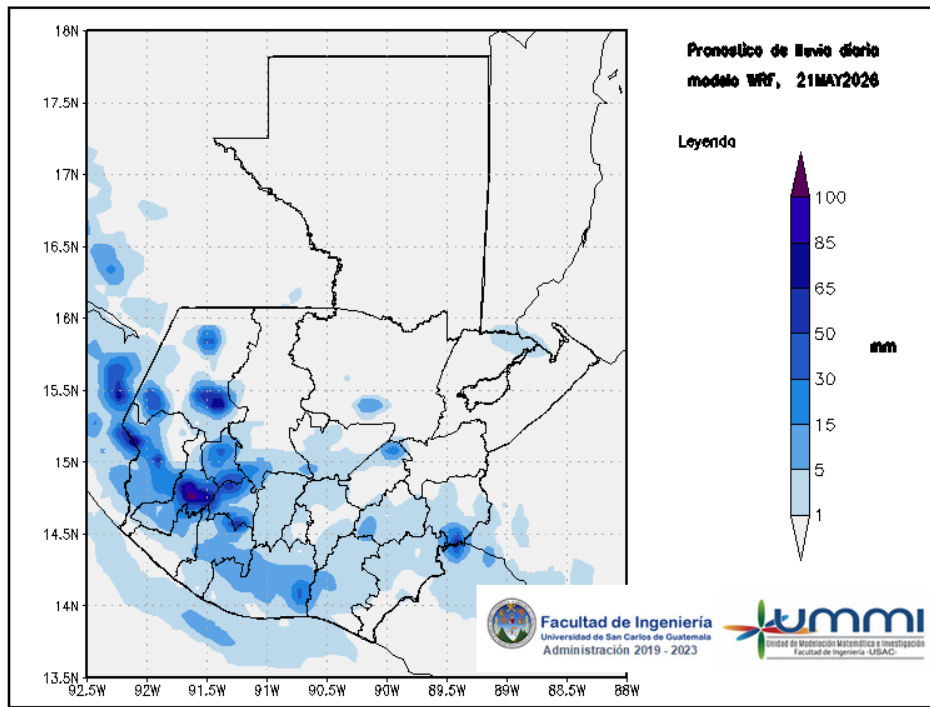 Pronostico de lluvia diaria
modelo WRF, 21MAY2026
Leyenda
100
85
65
50
30
15
5
1
mm
18N
17.5N
17N
16.5N
16N
15.5N
15N
14.5N
14N
13.5N
92.5W
92W
91.5W
91W
90.5W
90W
89.5W
89W
88.5W
88W
Facultad de Ingeniería
Universidad de San Carlos de Guatemala
Administración 2019 - 2023
UMMI
Unidad de Modelación Matemática e Investigación
Facultad de Ingeniería -USAC-